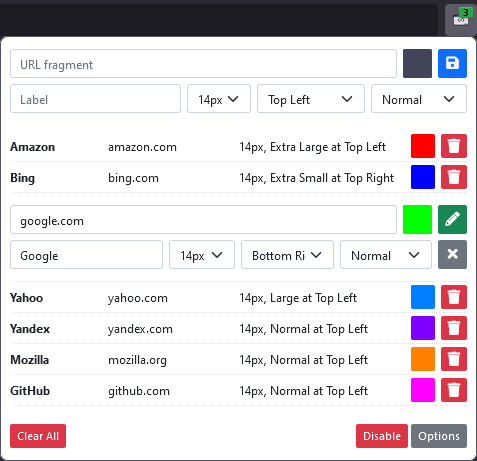 3
URL fragment
Label 14px Top Left Normal
Amazon amazon.com 14px, Extra Large at Top Left
Bing bing.com 14px, Extra Small at Top Right
google.com
Google 14px Bottom Ri Normal
Yahoo yahoo.com 14px, Large at Top Left
Yandex yandex.com 14px, Normal at Top Left
Mozilla mozilla.org 14px, Normal at Top Left
GitHub github.com 14px, Normal at Top Left
Clear All Disable Options